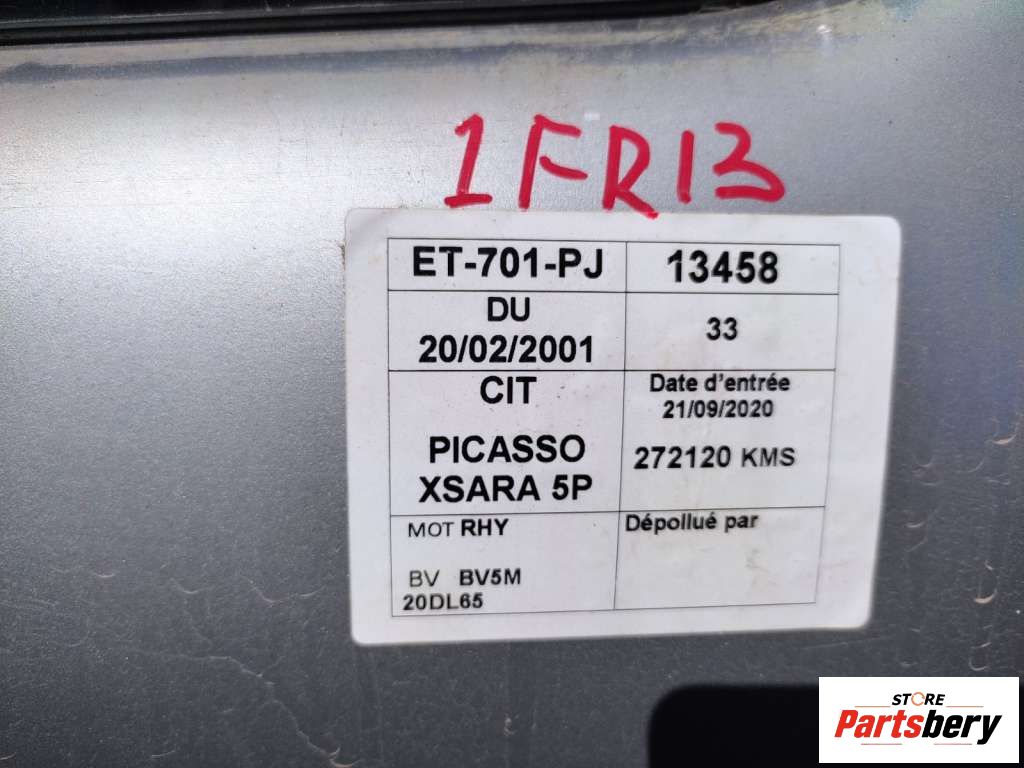 1FR13
ET-701-PJ 13458
DU
20/02/2001
33
CIT
PICASSO
XSARA 5P
Date d'entrée
21/09/2020
272120 KMS
MOT RHY
BV BV5M
20DL65
Dépollué par
STORE
Partsbery